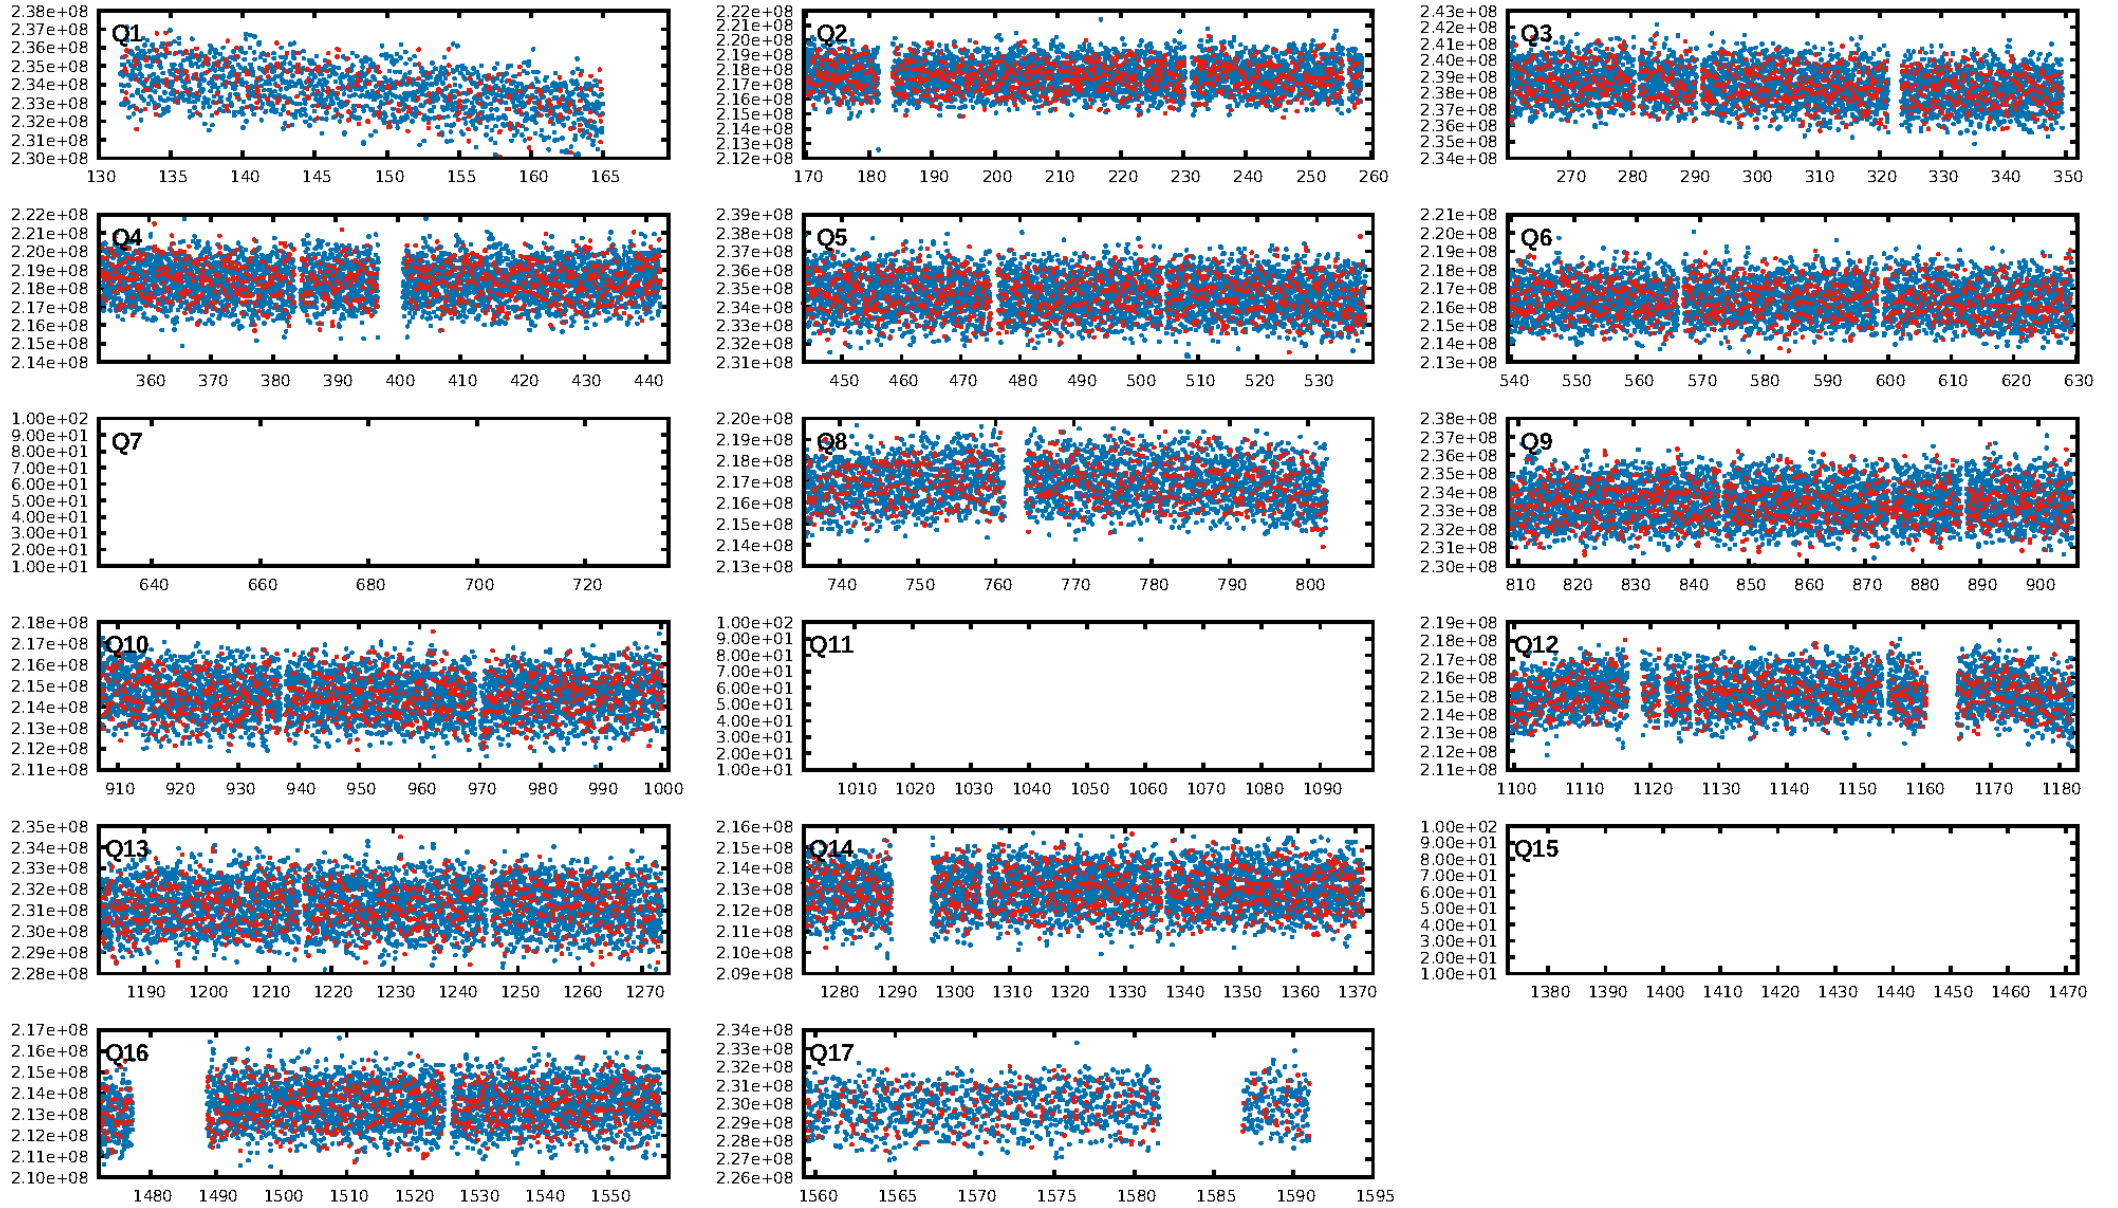 2.38e+08
2.37e+08
2.36e+08
2.35e+08
2.34e+08
2.33e+08
2.32e+08
2.31e+08
2.30e+08
Q1
130 135 140 145 150 155 160 165
2.22e+08
2.21e+08
2.20e+08
2.19e+08
2.18e+08
2.17e+08
2.16e+08
2.15e+08
2.14e+08
2.13e+08
2.12e+08
Q2
170 180 190 200 210 220 230 240 250 260
2.43e+08
2.42e+08
2.41e+08
2.40e+08
2.39e+08
2.38e+08
2.37e+08
2.36e+08
2.35e+08
2.34e+08
Q3
270 280 290 300 310 320 330 340 350
2.22e+08
2.21e+08
2.20e+08
2.19e+08
2.18e+08
2.17e+08
2.16e+08
2.15e+08
2.14e+08
Q4
360 370 380 390 400 410 420 430 440
2.39e+08
2.38e+08
2.37e+08
2.36e+08
2.35e+08
2.34e+08
2.33e+08
2.32e+08
2.31e+08
Q5
450 460 470 480 490 500 510 520 530
2.21e+08
2.20e+08
2.19e+08
2.18e+08
2.17e+08
2.16e+08
2.15e+08
2.14e+08
2.13e+08
Q6
540 550 560 570 580 590 600 610 620 630
1.00e+02
9.00e+01
8.00e+01
7.00e+01
6.00e+01
5.00e+01
4.00e+01
3.00e+01
2.00e+01
1.00e+01
Q7
640 660 680 700 720
2.20e+08
2.19e+08
2.18e+08
2.17e+08
2.16e+08
2.15e+08
2.14e+08
2.13e+08
Q8
740 750 760 770 780 790 800
2.38e+08
2.37e+08
2.36e+08
2.35e+08
2.34e+08
2.33e+08
2.32e+08
2.31e+08
2.30e+08
Q9
810 820 830 840 850 860 870 880 890 900
2.18e+08
2.17e+08
2.16e+08
2.15e+08
2.14e+08
2.13e+08
2.12e+08
2.11e+08
Q10
910 920 930 940 950 960 970 980 990 1000
1.00e+02
9.00e+01
8.00e+01
7.00e+01
6.00e+01
5.00e+01
4.00e+01
3.00e+01
2.00e+01
1.00e+01
Q11
1010 1020 1030 1040 1050 1060 1070 1080 1090
2.19e+08
2.18e+08
2.17e+08
2.16e+08
2.15e+08
2.14e+08
2.13e+08
2.12e+08
2.11e+08
Q12
1100 1110 1120 1130 1140 1150 1160 1170 1180
2.35e+08
2.34e+08
2.33e+08
2.32e+08
2.31e+08
2.30e+08
2.29e+08
2.28e+08
Q13
1190 1200 1210 1220 1230 1240 1250 1260 1270
2.16e+08
2.15e+08
2.14e+08
2.13e+08
2.12e+08
2.11e+08
2.10e+08
2.09e+08
Q14
1280 1290 1300 1310 1320 1330 1340 1350 1360 1370
1.00e+02
9.00e+01
8.00e+01
7.00e+01
6.00e+01
5.00e+01
4.00e+01
3.00e+01
2.00e+01
1.00e+01
Q15
1380 1390 1400 1410 1420 1430 1440 1450 1460 1470
2.17e+08
2.16e+08
2.15e+08
2.14e+08
2.13e+08
2.12e+08
2.11e+08
2.10e+08
Q16
1480 1490 1500 1510 1520 1530 1540 1550
2.34e+08
2.33e+08
2.32e+08
2.31e+08
2.30e+08
2.29e+08
2.28e+08
2.27e+08
2.26e+08
Q17
1560 1565 1570 1575 1580 1585 1590 1595